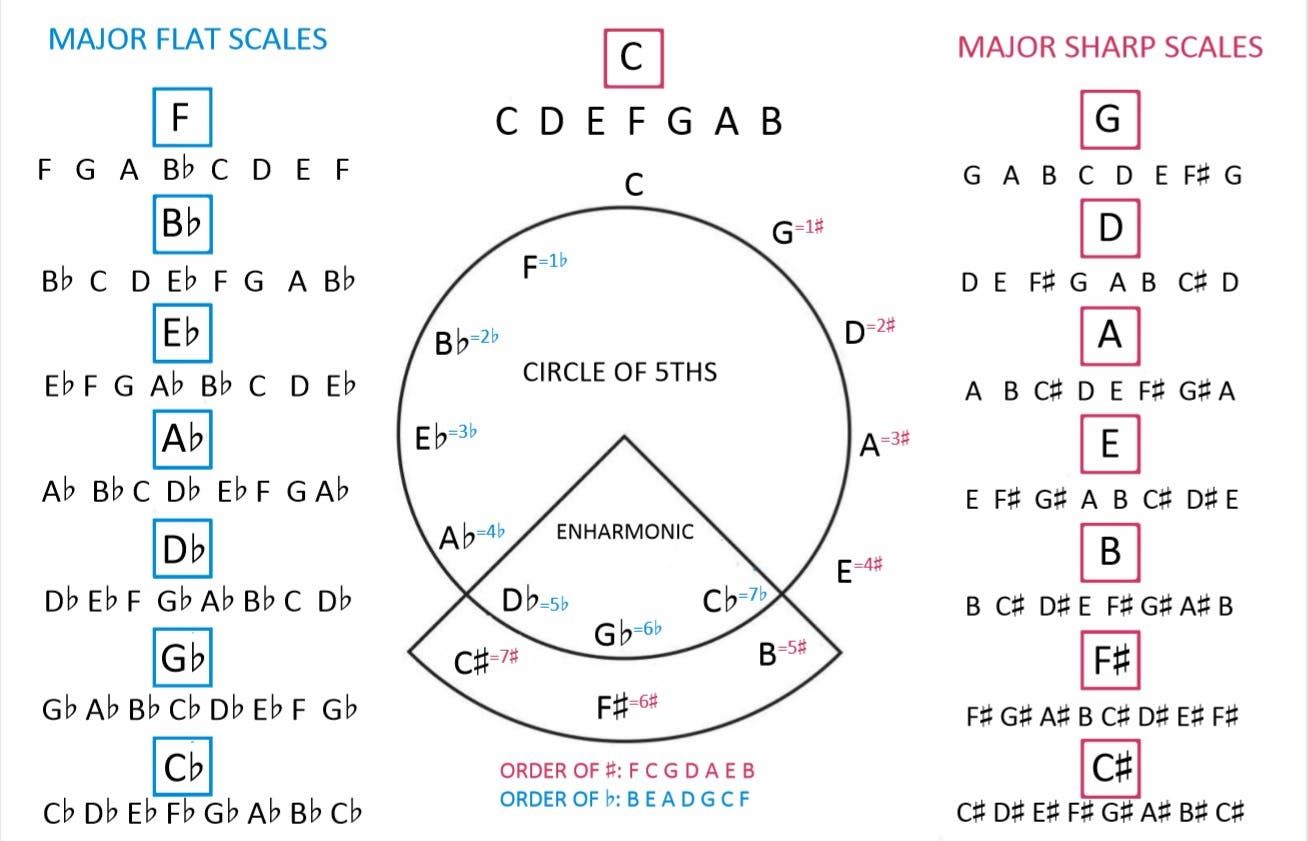 MAJOR FLAT SCALES
F
F G A B♭ C D E F
B♭
B♭ C D E♭ F G A B♭
E♭
E♭ F G A♭ B♭ C D E♭
A♭
A♭ B♭ C D♭ E♭ F G A♭
D♭
D♭ E♭ F G♭ A♭ B♭ C D♭
G♭
G♭ A♭ B♭ C♭ D♭ E♭ F G♭
C♭
C♭ D♭ E♭ F♭ G♭ A♭ B♭ C♭
C
C D E F G A B
C
G=1♯
F=1♭
D=2♯
B♭=2♭
CIRCLE OF 5THS
E♭=3♭
A=3♯
A♭=4♭
ENHARMONIC
E=4♯
D♭=5♭
C♭=7♭
G♭=6♭
C♯=7♯
B=5♯
F♯=6♯
ORDER OF ♯: F C G D A E B
ORDER OF ♭: B E A D G C F
MAJOR SHARP SCALES
G
G A B C D E F♯ G
D
D E F♯ G A B C♯ D
A
A B C♯ D E F♯ G♯ A
E
E F♯ G♯ A B C♯ D♯ E
B
B C♯ D♯ E F♯ G♯ A♯ B
F♯
F♯ G♯ A♯ B C♯ D♯ E♯ F♯
C♯
C♯ D♯ E♯ F♯ G♯ A♯ B♯ C♯